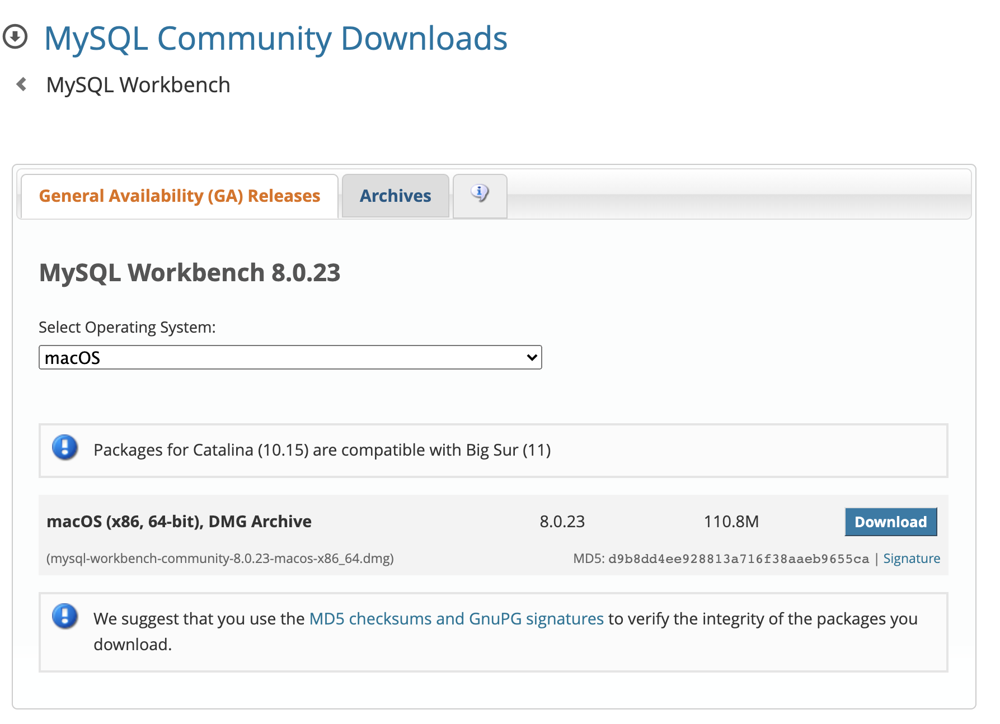 MySQL Community Downloads
MySQL Workbench
General Availability (GA) Releases
Archives
MySQL Workbench 8.0.23
Select Operating System:
macOS
Packages for Catalina (10.15) are compatible with Big Sur (11)
macOS (x86, 64-bit), DMG Archive 8.0.23 110.8M Download
(mysql-workbench-community-8.0.23-macos-x86_64.dmg) MD5: d9b8dd4ee928813a716f38aaeb9655ca | Signature
We suggest that you use the MD5 checksums and GnuPG signatures to verify the integrity of the packages you
download.